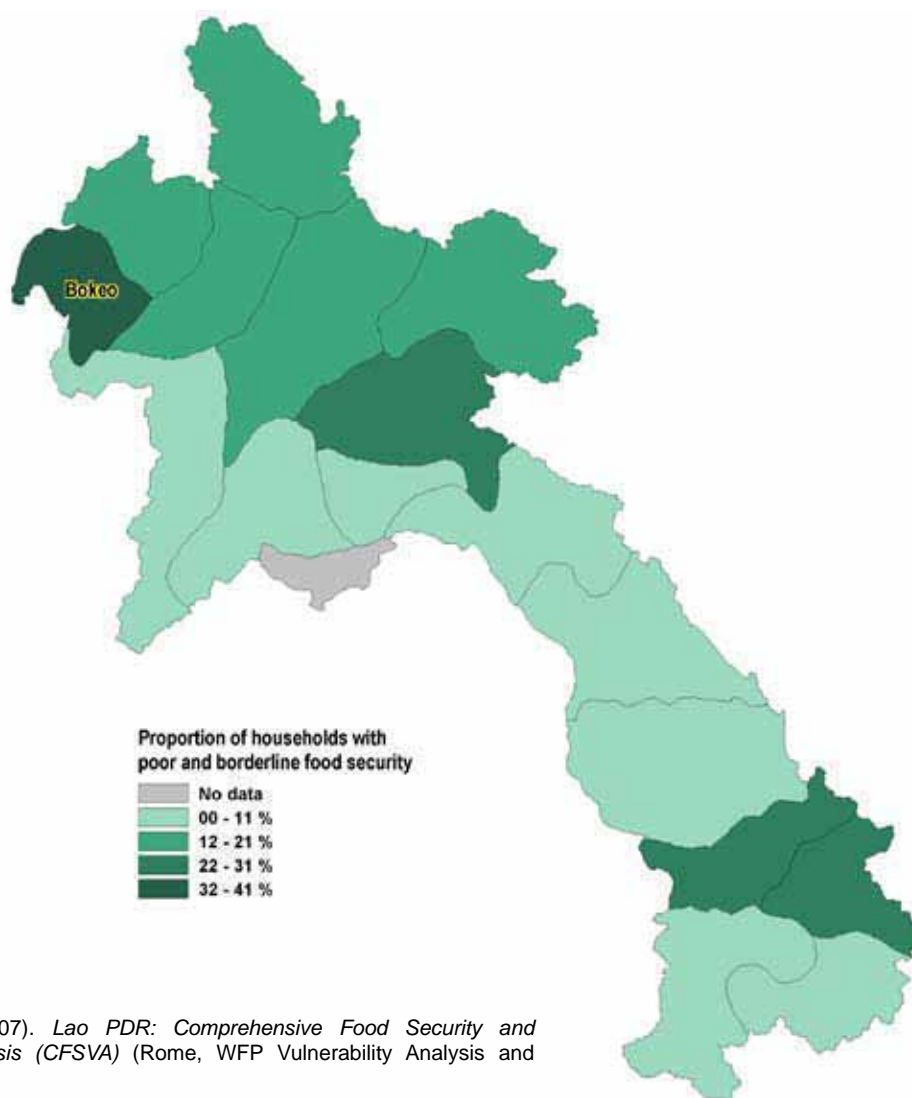 Bokeo
Proportion of households with
poor and borderline food security
No data
00 - 11 %
12 - 21 %
22 - 31 %
32 - 41 %
07). Lao PDR: Comprehensive Food Security and
sis (CFSVA) (Rome, WFP Vulnerability Analysis and